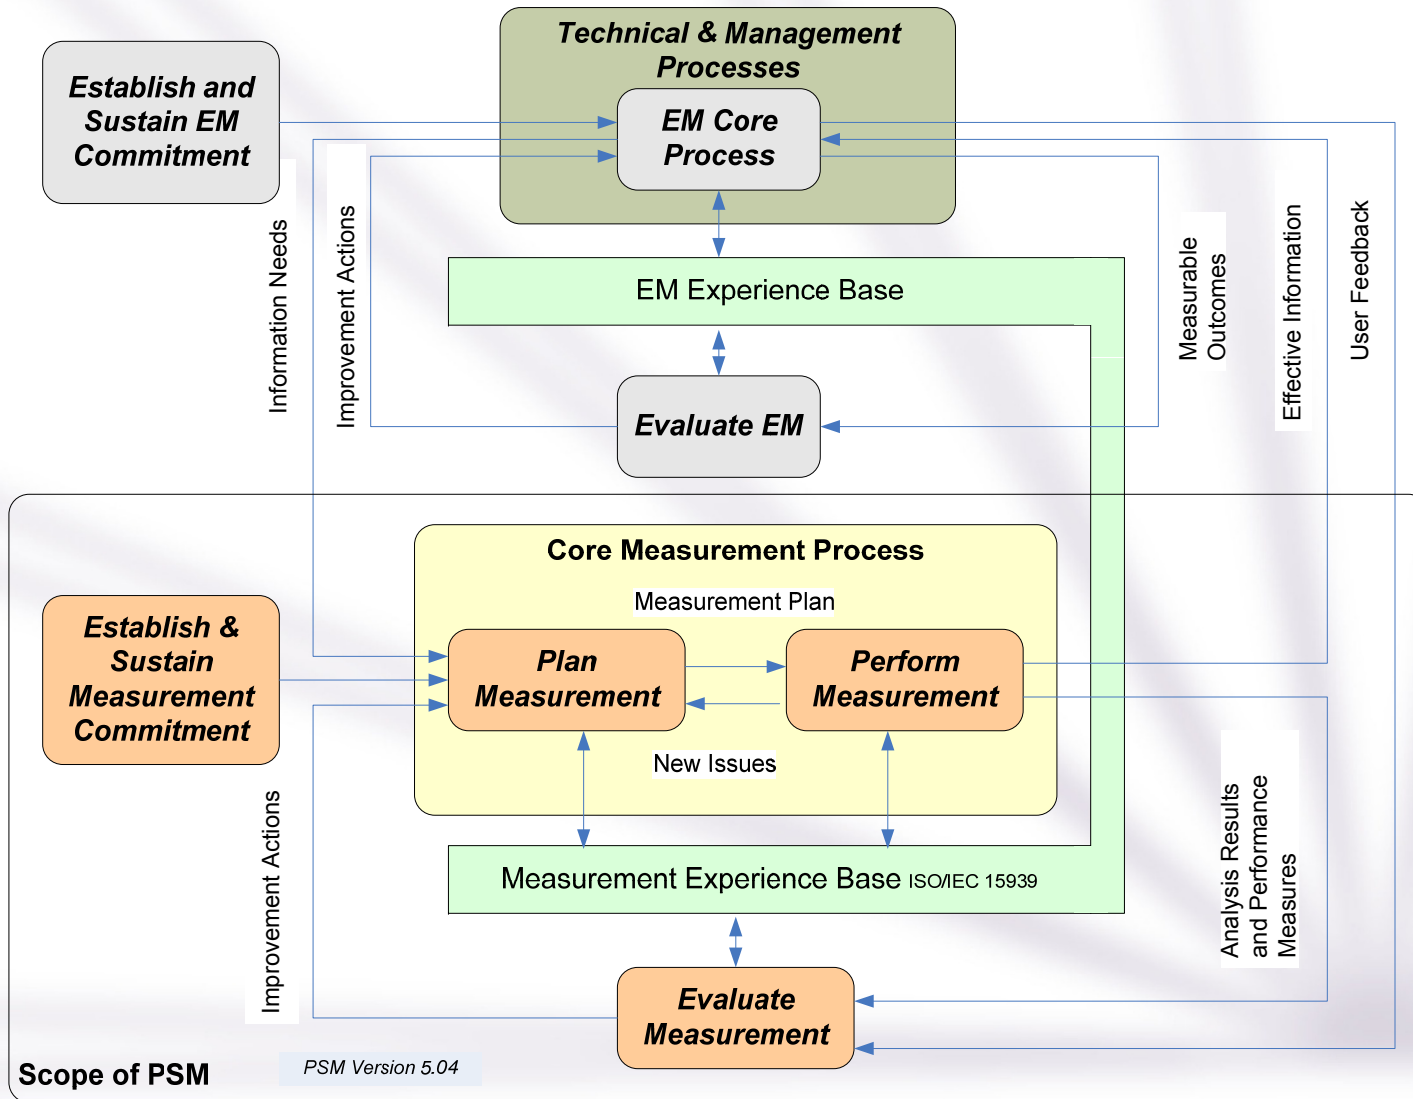 Technical & Management
Processes
Establish and
Sustain EM
Commitment
EM Core
Process
Information Needs
Improvement Actions
Measurable
Outcomes
Effective Information
User Feedback
EM Experience Base
Evaluate EM
Core Measurement Process
Measurement Plan
Establish &
Sustain
Measurement
Commitment
Plan
Measurement
Perform
Measurement
New Issues
Improvement Actions
Analysis Results
and Performance
Measures
Measurement Experience Base ISO/IEC 15939
Evaluate
Measurement
Scope of PSM
PSM Version 5.04